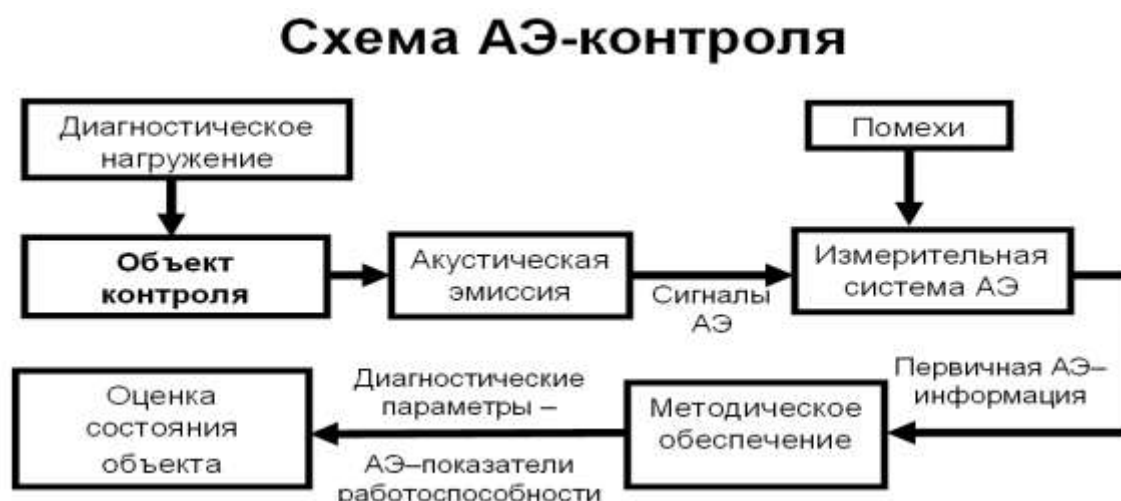 Схема АЭ-контроля
Диагностическое
нагружение
Помехи
Объект
контроля
Акустическая
эмиссия
Сигналы
АЭ
Измерительная
система АЭ
Первичная АЭ–
информация
Методическое
обеспечение
Диагностические
параметры –
АЭ–показатели
работоспособности
Оценка
состояния
объекта